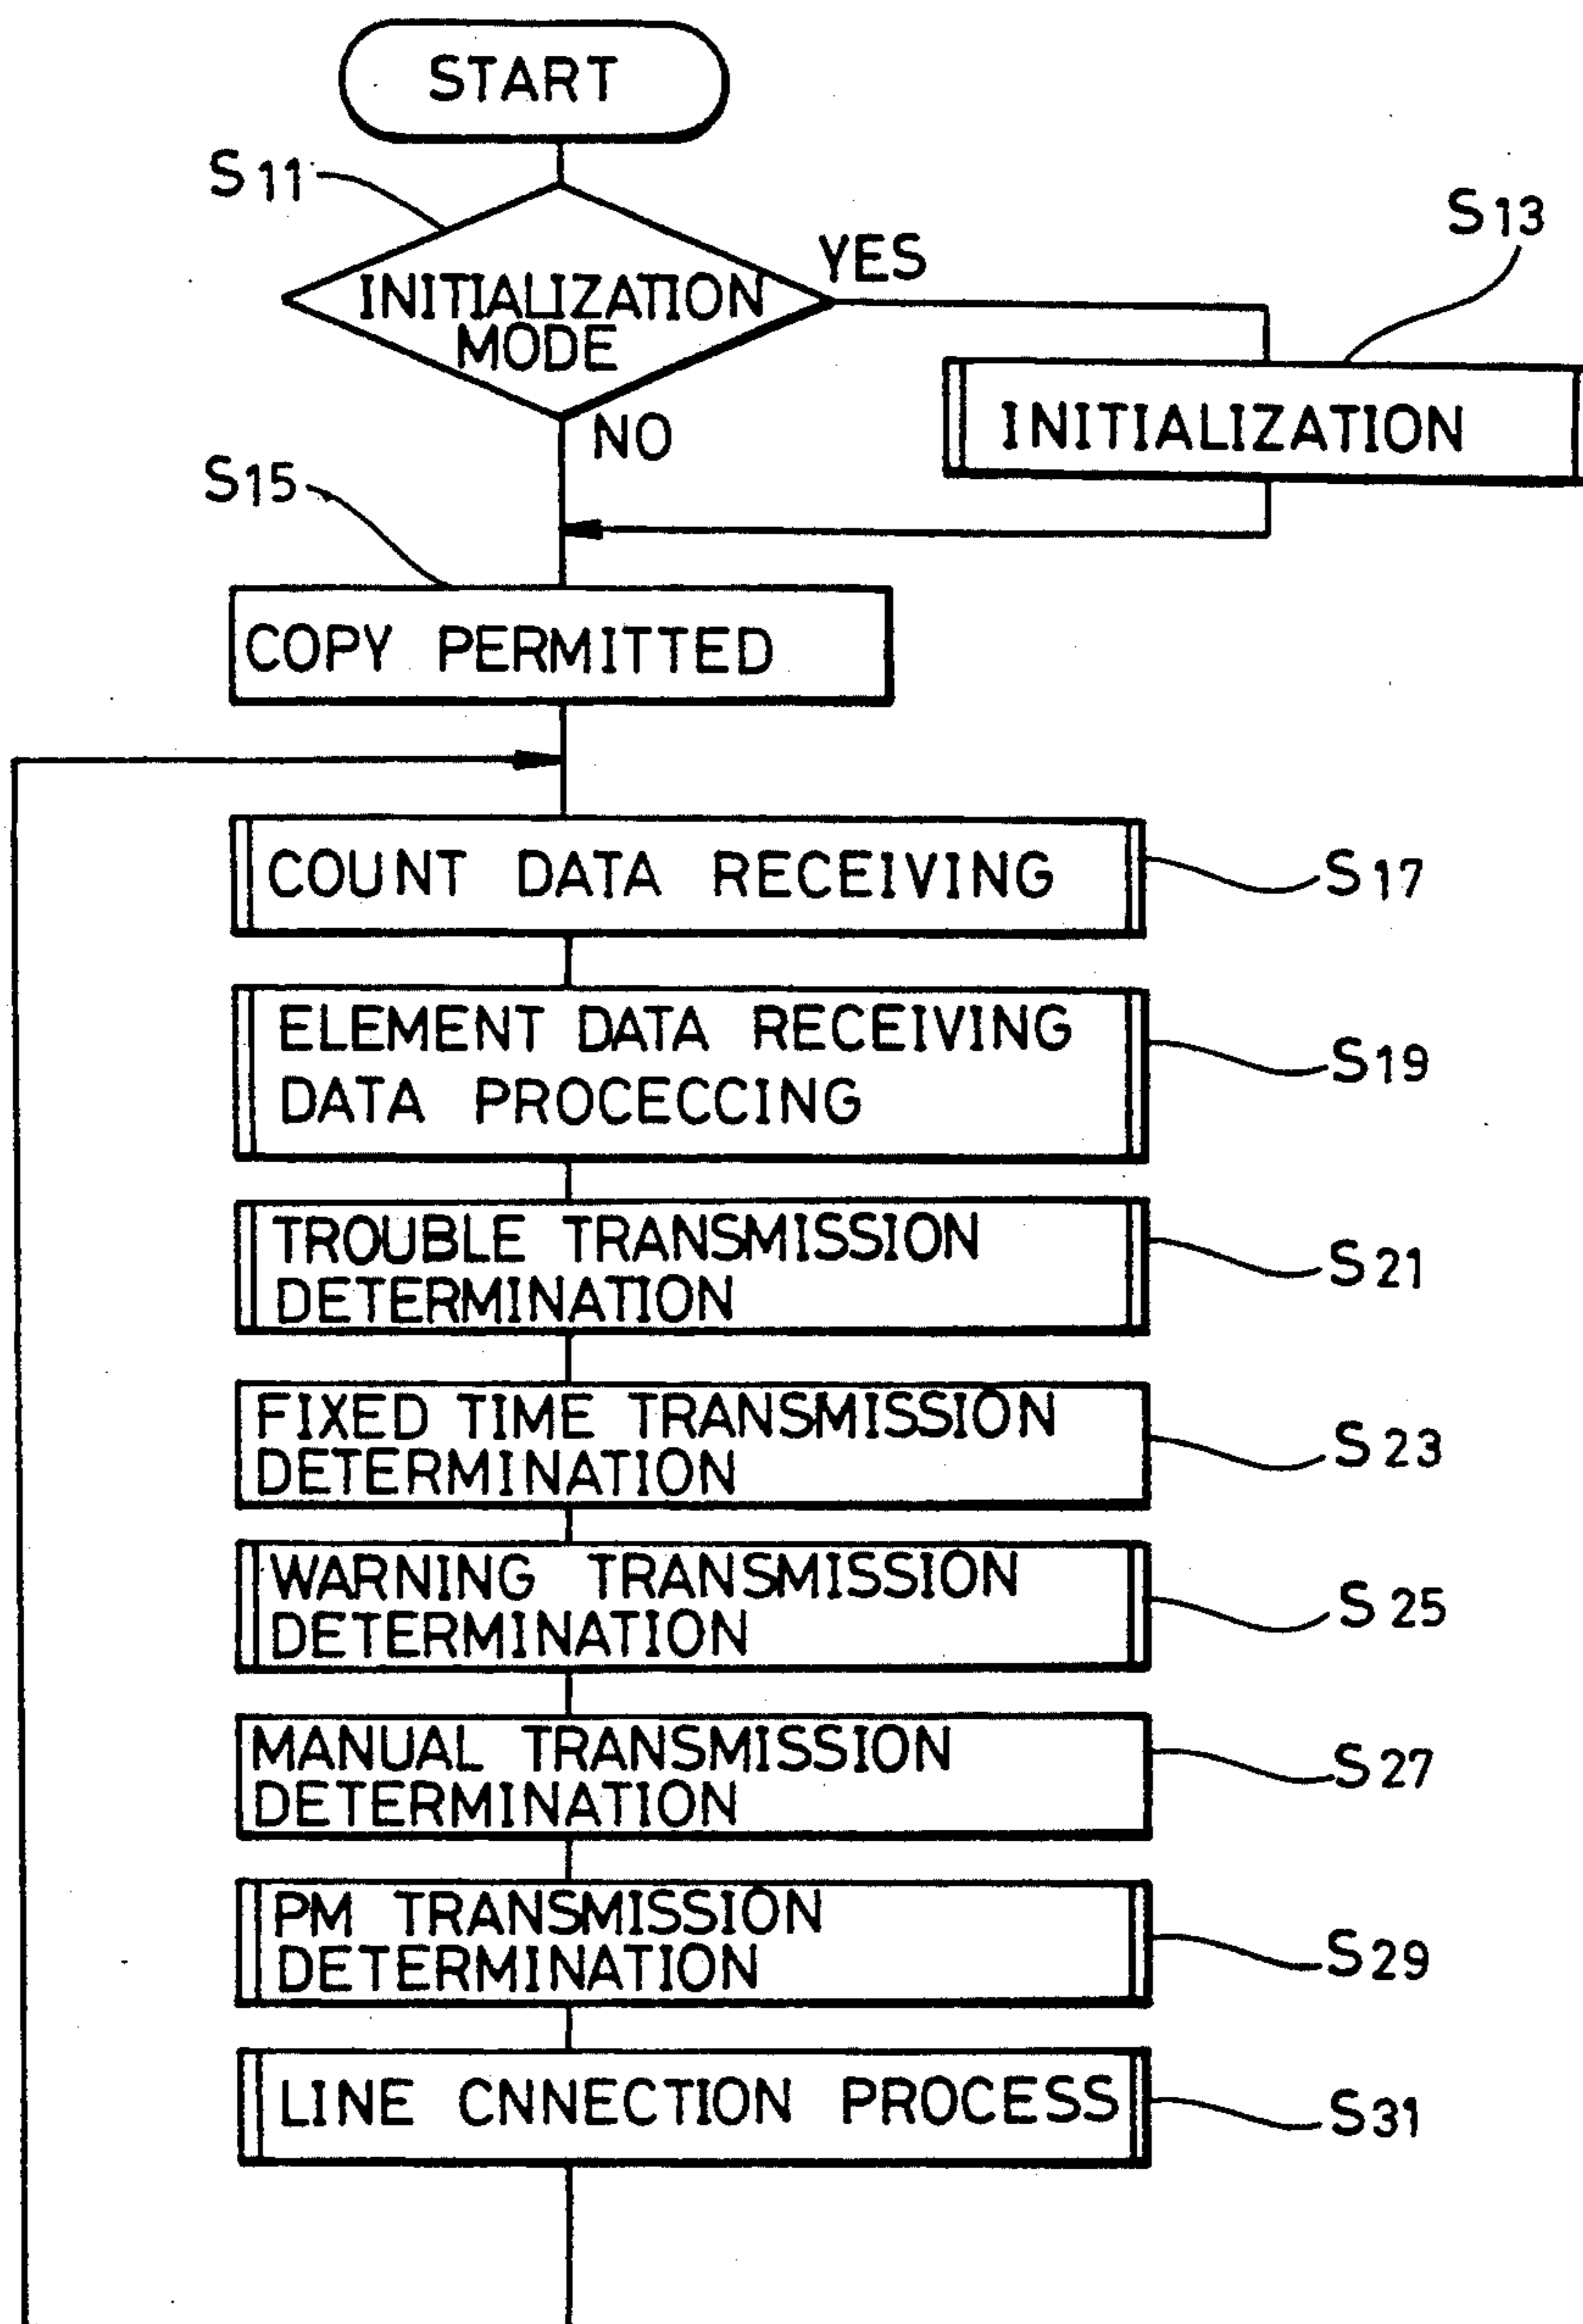 START
S11
INITIALIZATION
MODE
YES
NO
S13
INITIALIZATION
S15
COPY PERMITTED
COUNT DATA RECEIVING
S17
ELEMENT DATA RECEIVING
DATA PROCECCING
S19
TROUBLE TRANSMISSION
DETERMINATION
S21
FIXED TIME TRANSMISSION
DETERMINATION
S23
WARNING TRANSMISSION
DETERMINATION
S25
MANUAL TRANSMISSION
DETERMINATION
S27
PM TRANSMISSION
DETERMINATION
S29
LINE CNNECTION PROCESS
S31